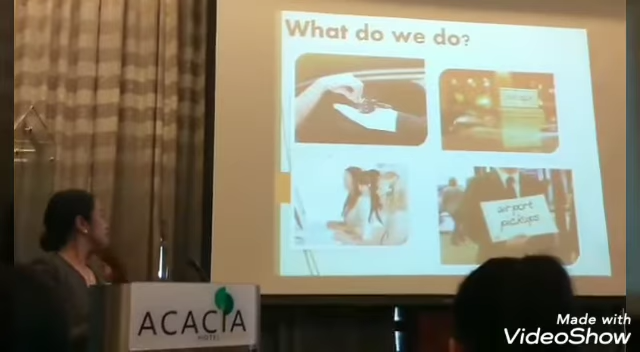 What do we do?
airport
pickups
ACACIA
HOTEL
Made with
VideoShow